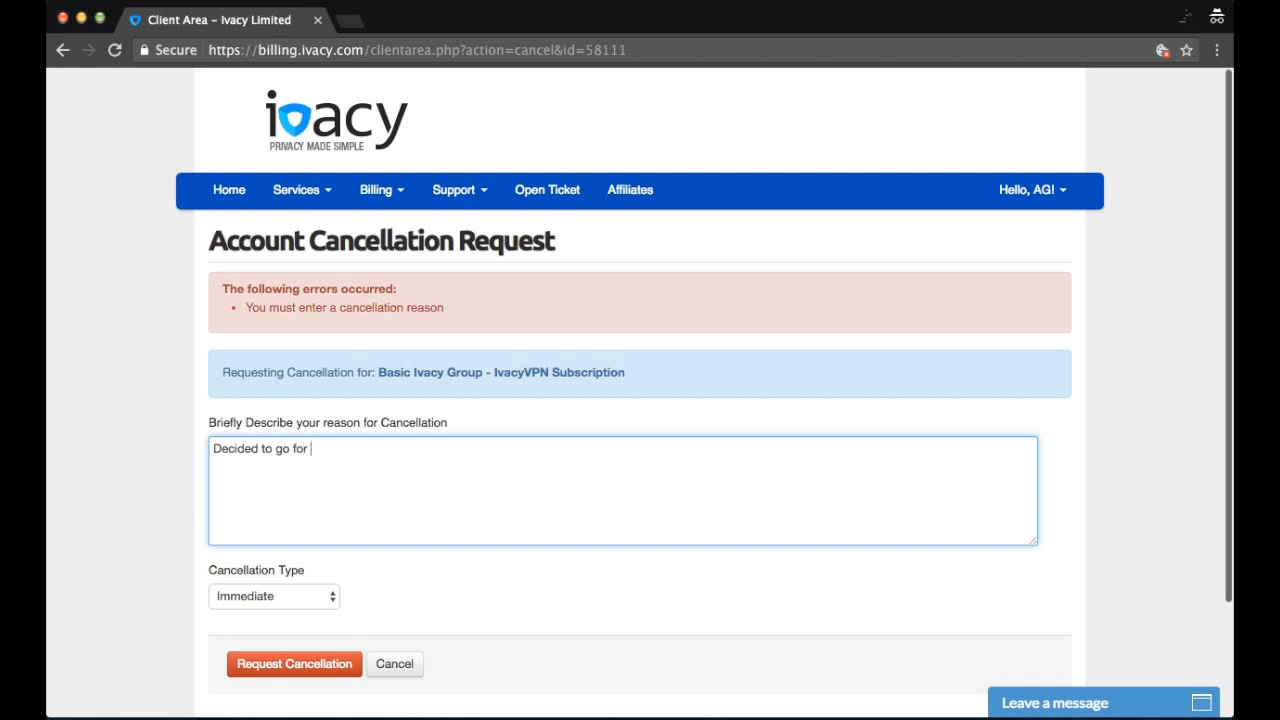 Client Area – Ivacy Limited
Secure https://billing.ivacy.com/clientarea.php?action=cancel&id=58111
ivacy
PRIVACY MADE SIMPLE
Home Services Billing Support Open Ticket Affiliates Hello, AG!
Account Cancellation Request
The following errors occurred:
• You must enter a cancellation reason
Requesting Cancellation for: Basic Ivacy Group - IvacyVPN Subscription
Briefly Describe your reason for Cancellation
Decided to go for
Cancellation Type
Immediate
Request Cancellation Cancel
Leave a message